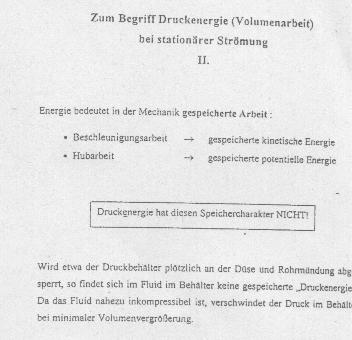 Zum Begriff Druckenergie (Volumenarbeit)
bei stationärer Strömung
II.
Energie bedeutet in der Mechanik gespeicherte Arbeit :
• Beschleunigungsarbeit → gespeicherte kinetische Energie
• Hubarbeit → gespeicherte potentielle Energie
Druckenergie hat diesen Speichercharakter NICHT!
Wird etwa der Druckbehälter plötzlich an der Düse und Rohrmündung abg
sperrt, so findet sich im Fluid im Behälter keine gespeicherte „Druckenergie
Da das Fluid nahezu inkompressibel ist, verschwindet der Druck im Behält
bei minimaler Volumenvergrößerung.